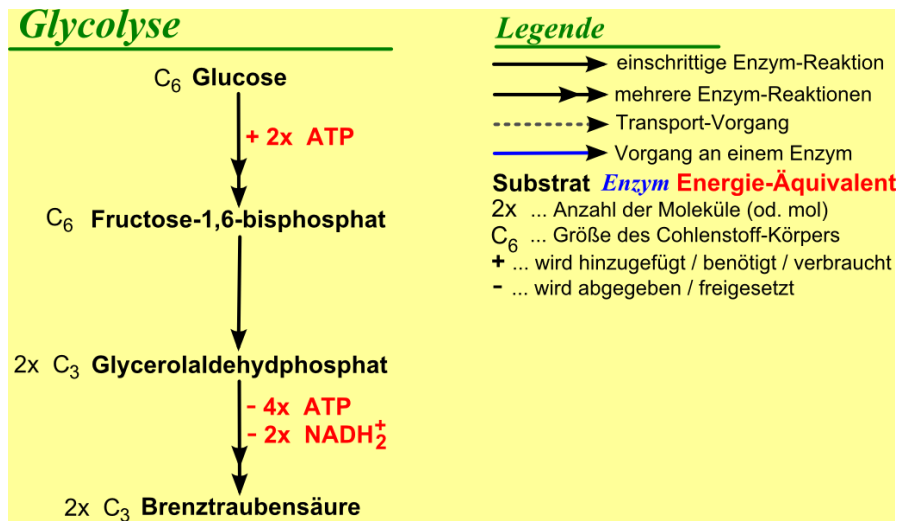 Glycolyse
C6 Glucose
+ 2x ATP
C6 Fructose-1,6-bisphosphat
2x C3 Glycerolaldehydphosphat
- 4x ATP
- 2x NADH2+
2x C3 Brenztraubensäure
Legende
einschrittige Enzym-Reaktion
mehrere Enzym-Reaktionen
Transport-Vorgang
Vorgang an einem Enzym
Substrat Enzym Energie-Äquivalent
2x ... Anzahl der Moleküle (od. mol)
C6 ... Größe des Cohlenstoff-Körpers
+ ... wird hinzugefügt / benötigt / verbraucht
- ... wird abgegeben / freigesetzt